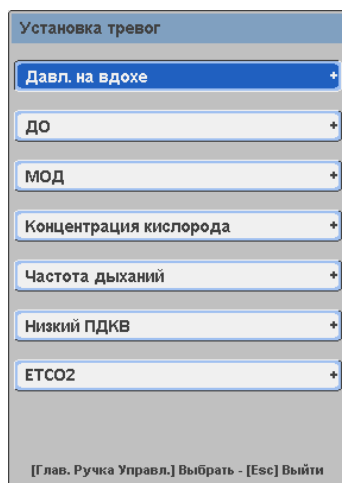 Установка тревог
Давл. на вдохе +
ДО +
МОД +
Концентрация кислорода +
Частота дыханий +
Низкий ПДКВ +
ETCO2 +
[Глав. Ручка Управл.] Выбрать - [Esc] Выйти